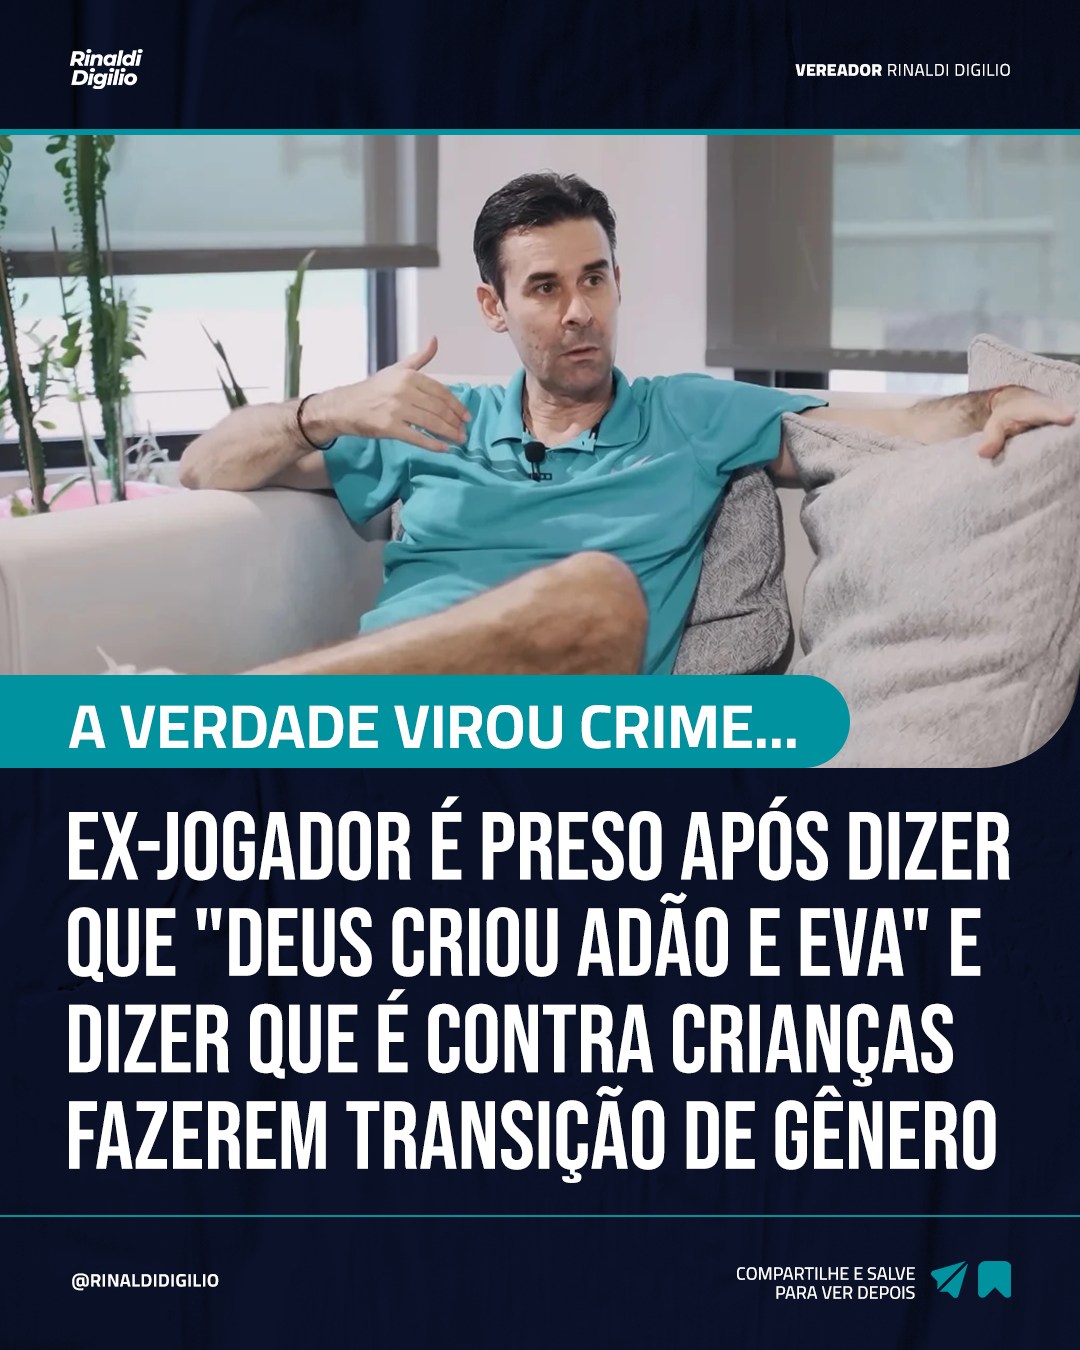 Rinaldi
Digilio
VEREADOR RINALDI DIGILIO
A VERDADE VIROU CRIME...
EX-JOGADOR É PRESO APÓS DIZER
QUE "DEUS CRIOU ADÃO E EVA" E
DIZER QUE É CONTRA CRIANÇAS
FAZEREM TRANSIÇÃO DE GÊNERO
@RINALDIDIGILIO
COMPARTILHE E SALVE
PARA VER DEPOIS